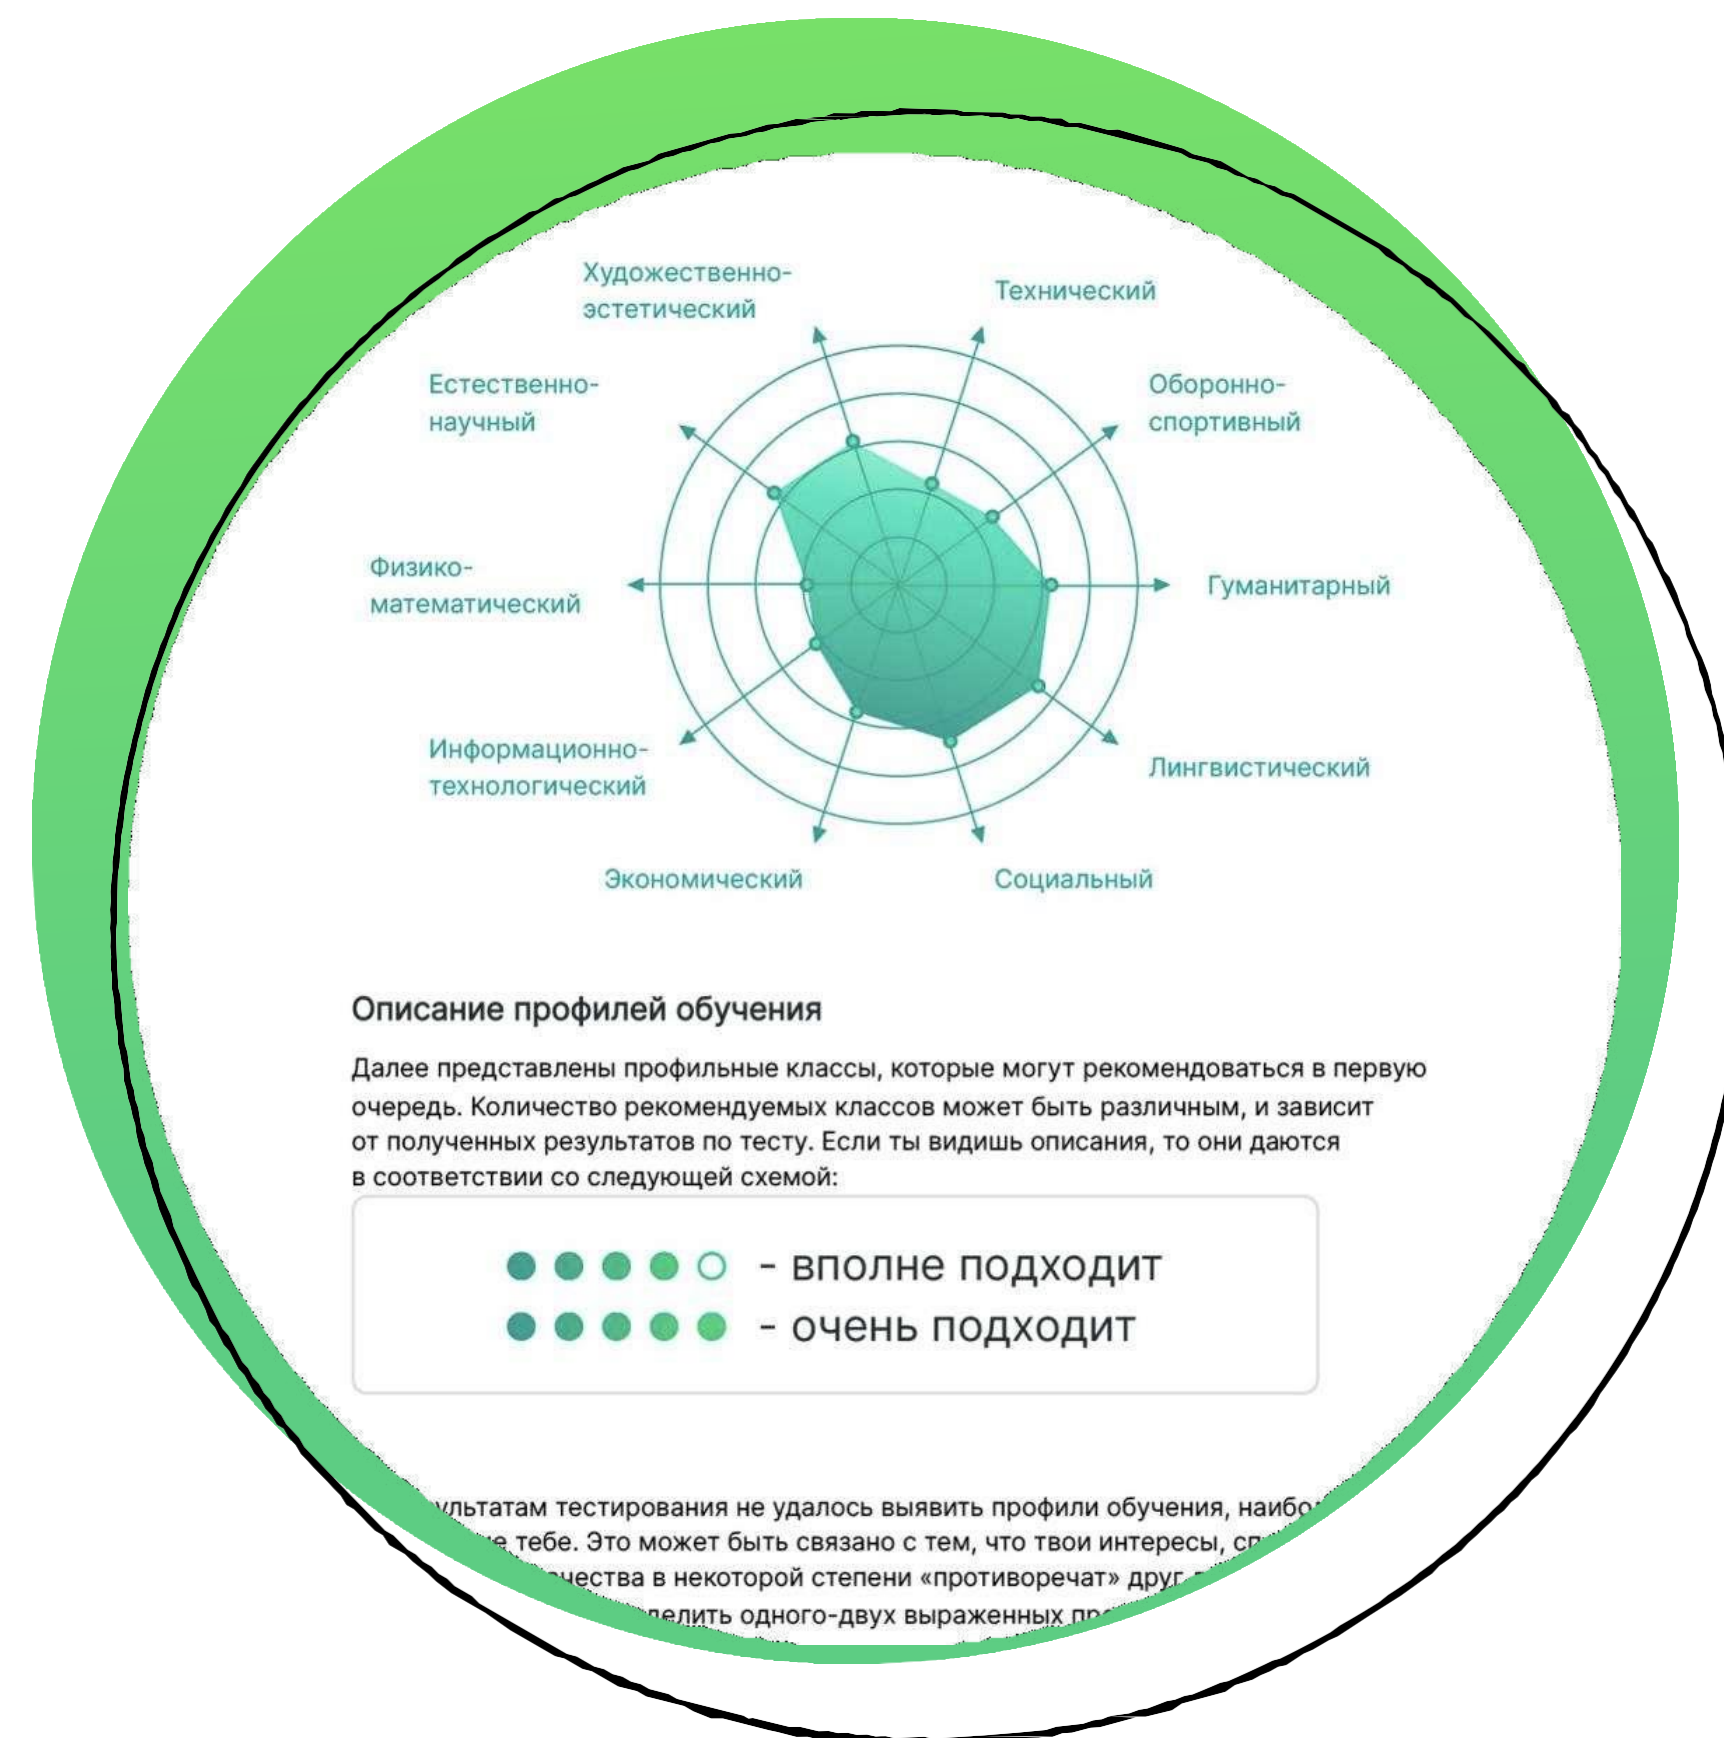 Художественно-
эстетический
Технический
Естественно-
научный
Оборонно-
спортивный
Физико-
математический
Гуманитарный
Информационно-
технологический
Лингвистический
Экономический
Социальный
Описание профилей обучения
Далее представлены профильные классы, которые могут рекомендоваться в первую
очередь. Количество рекомендуемых классов может быть различным, и зависит
от полученных результатов по тесту. Если ты видишь описания, то они даются
в соответствии со следующей схемой:
- вполне подходит
- очень подходит
тестирования не удалось выявить профили обучения,
тебе. Это может быть связано с тем, что твои интересы,
в некоторой степени «противоречат» друг
одного-двух выраженных